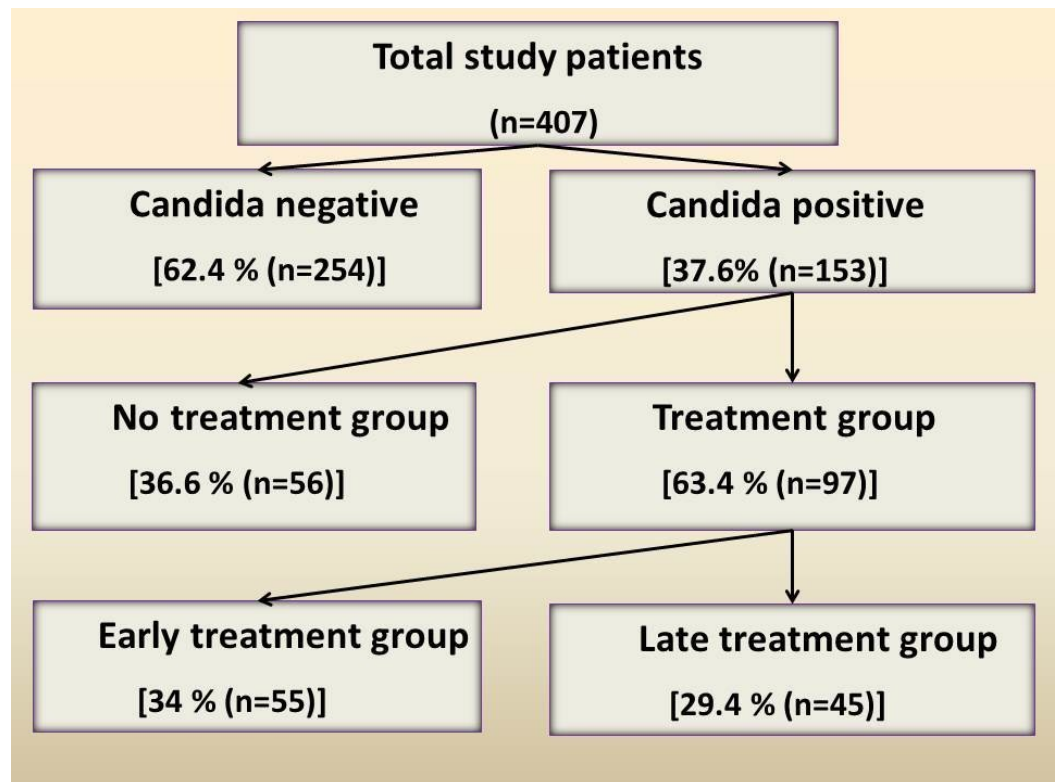 Total study patients
(n=407)
Candida negative
[62.4 % (n=254)]
Candida positive
[37.6% (n=153)]
No treatment group
[36.6 % (n=56)]
Treatment group
[63.4 % (n=97)]
Early treatment group
[34 % (n=55)]
Late treatment group
[29.4 % (n=45)]